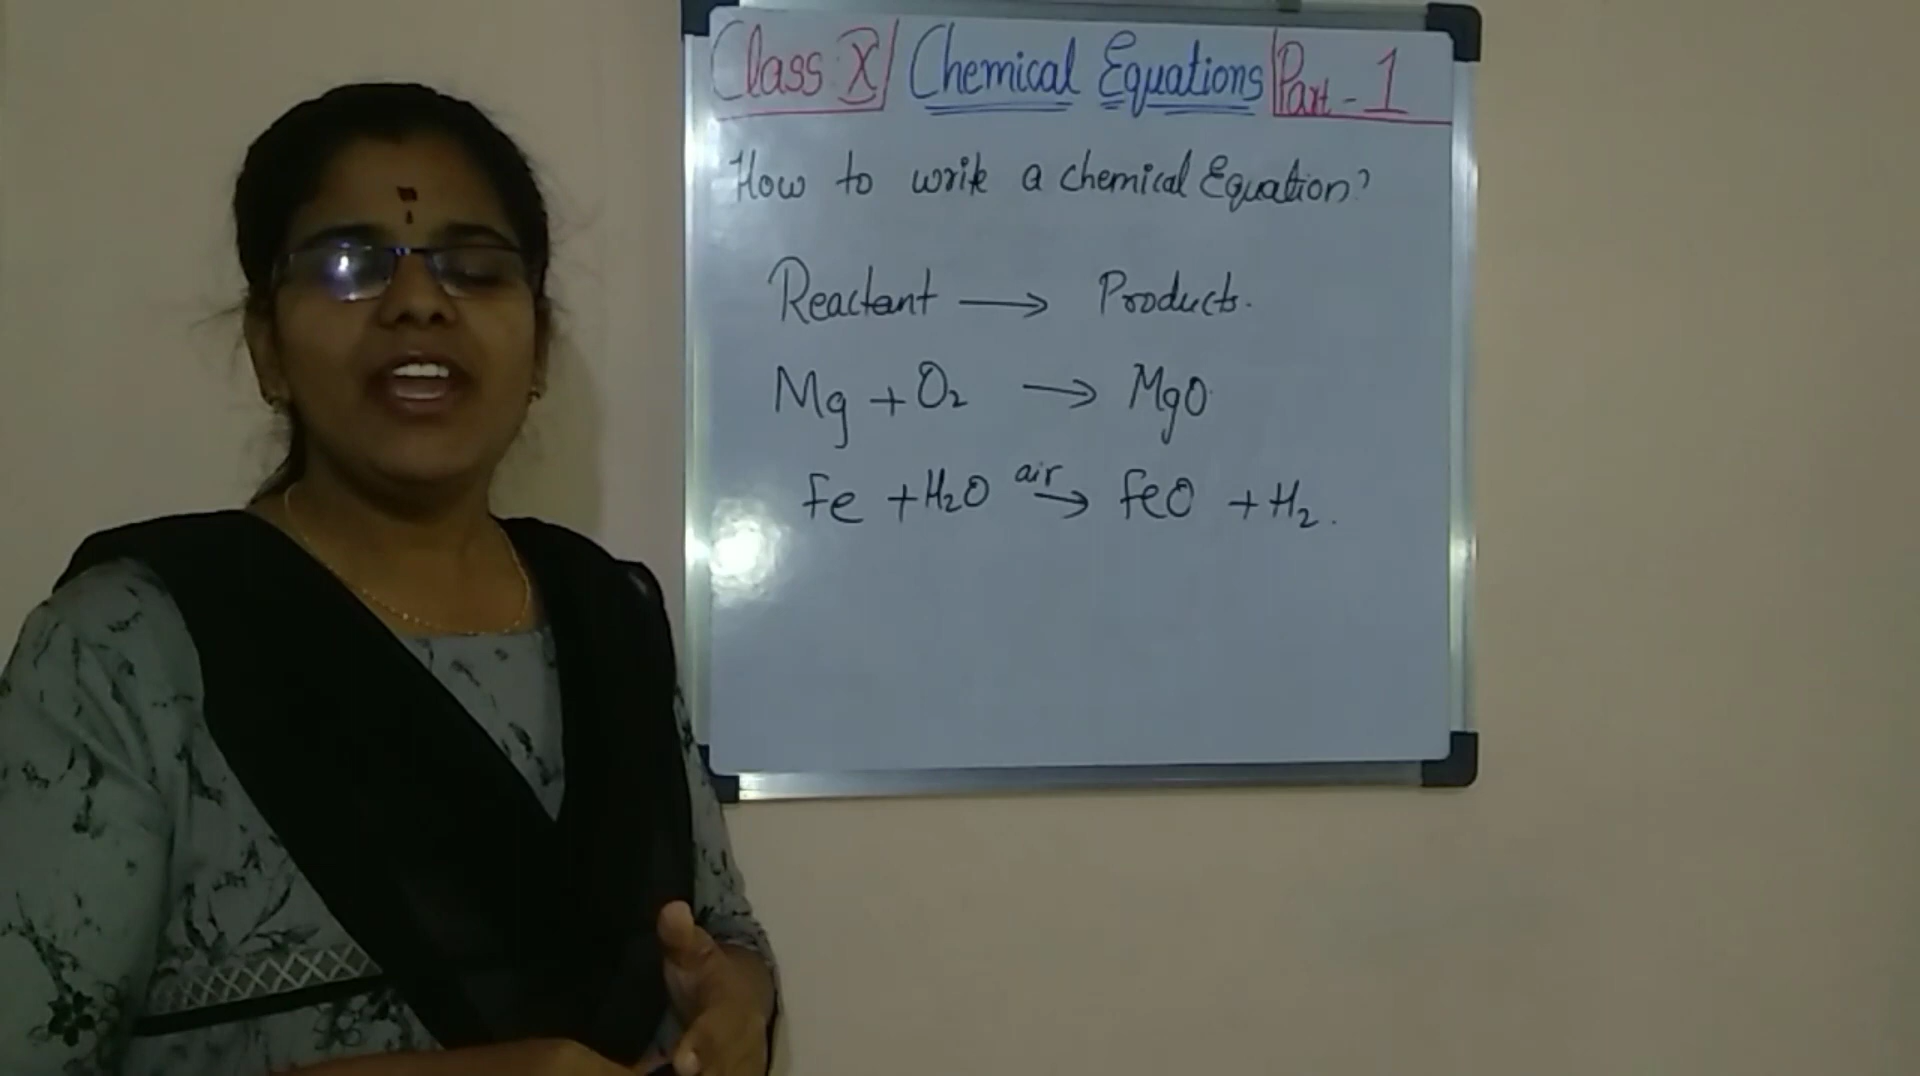 Class X Chemical Equations Part - 1
How to write a chemical Equation?
Reactant → Products.
Mg + O₂ → MgO
Fe + H₂O air → FeO + H₂.